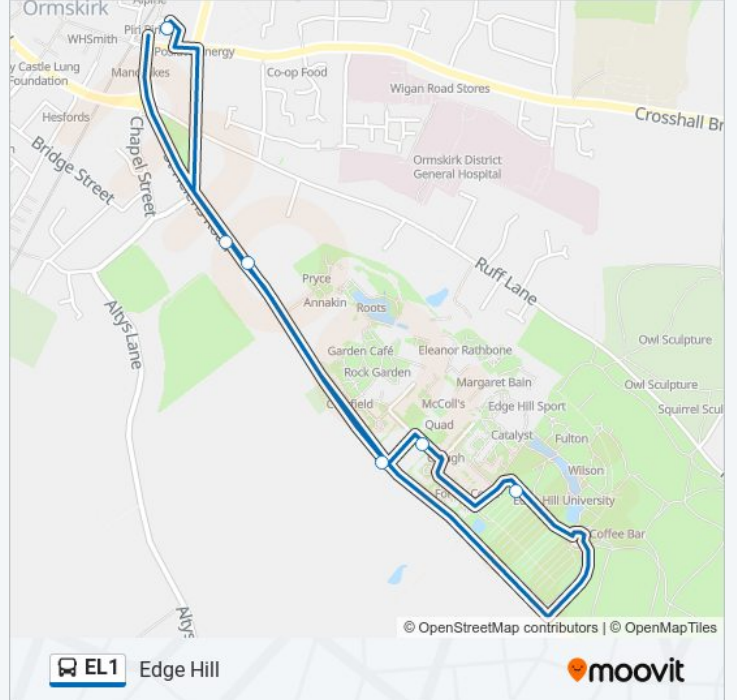 Ormskirk
WHSmith
Co-op Food
y Castle Lung
Foundation
Wigan Road Stores
Hesfords
Crosshall Br
Bridge Street
Chapel Street
Ormskirk District
General Hospital
Ruff Lane
Pryce
Annakin
Roots
Altys Lane
Owl Sculpture
Garden Café
Eleanor Rathbone
Rock Garden
Margaret Bain
Owl Sculpture
McColl's
Edge Hill Sport
Squirrel Scul
Quad
Catalyst
Fulton
Wilson
Hill University
Coffee Bar
Altys
© OpenStreetMap contributors | © OpenMapTiles
EL1 Edge Hill
moovit